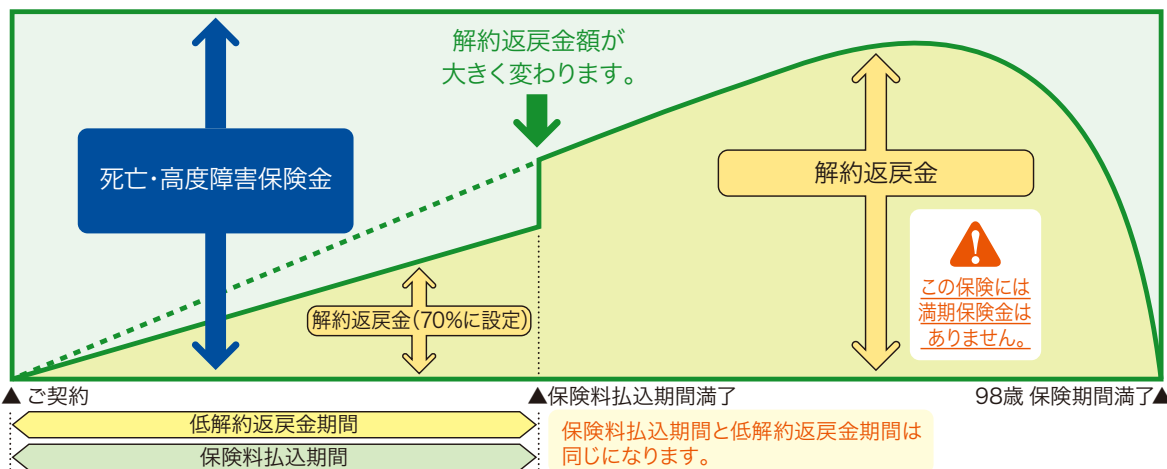 解約返戻金額が
大きく変わります。
死亡・高度障害保険金
解約返戻金
この保険には
満期保険金は
ありません。
解約返戻金(70%に設定)
▲ ご契約
▲保険料払込期間満了
98歳 保険期間満了▲
低解約返戻金期間
保険料払込期間
保険料払込期間と低解約返戻金期間は
同じになります。